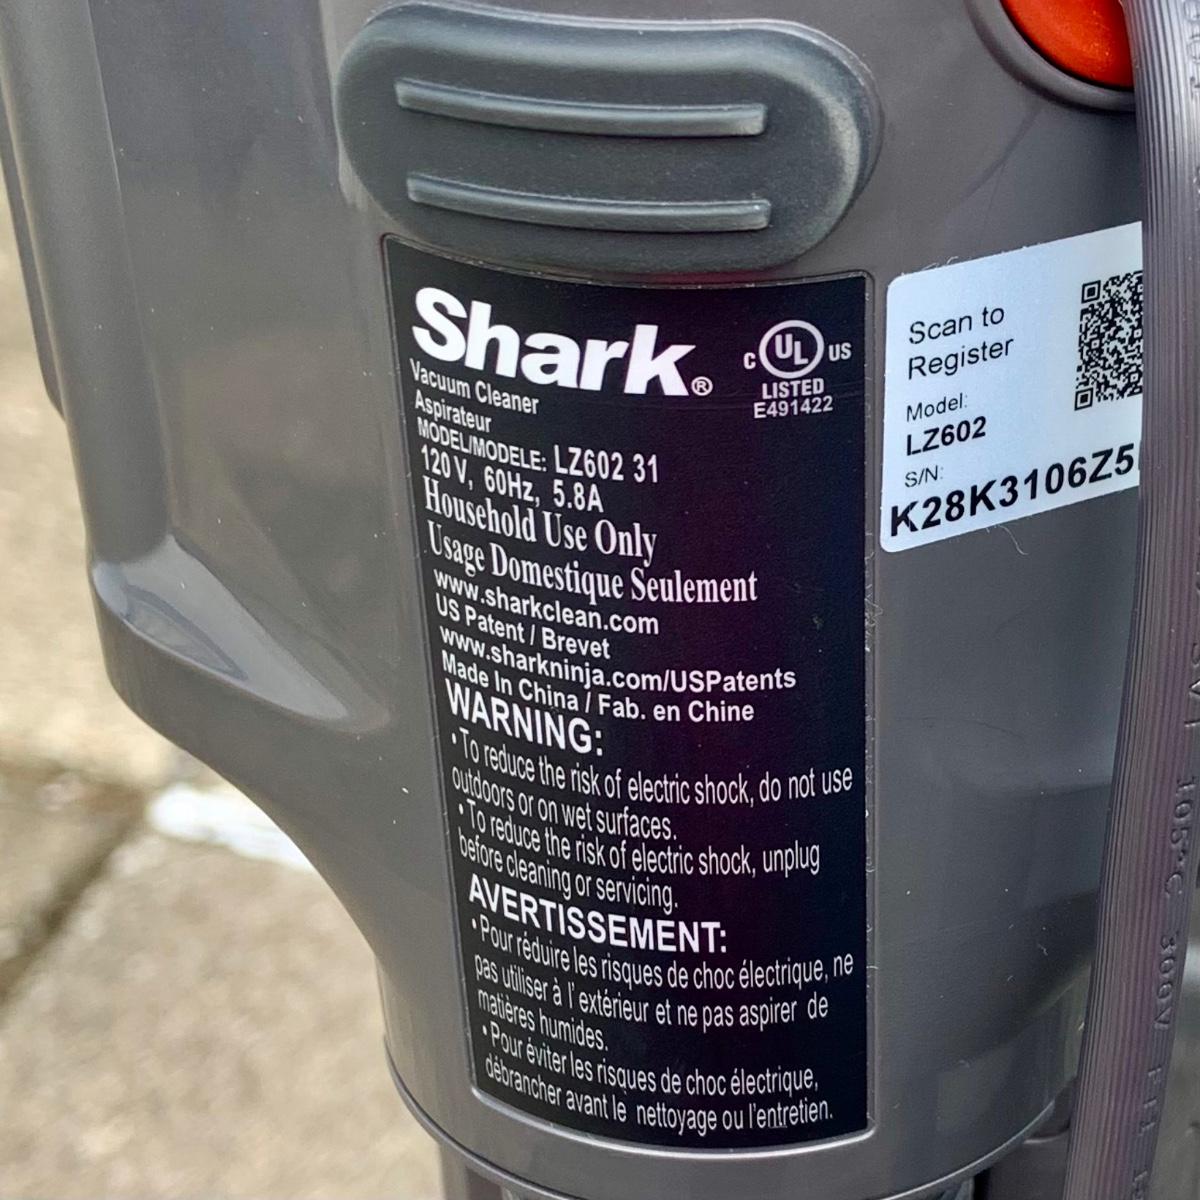 Shark®
C UL US
LISTED
E491422
Vacuum Cleaner
Aspirateur
MODEL/MODELE: LZ602 31
120 V, 60Hz, 5.8A
Household Use Only
Usage Domestique Seulement
www.sharkclean.com
US Patent / Brevet
www.sharkninja.com/USPatents
Made In China / Fab. en Chine
WARNING:
•To reduce the risk of electric shock, do not use
outdoors or on wet surfaces.
•To reduce the risk of electric shock, unplug
before cleaning or servicing.
AVERTISSEMENT:
•Pour réduire les risques de choc électrique, ne
pas utiliser à l'extérieur et ne pas aspirer de
matières humides.
•Pour éviter les risques de choc électrique,
débrancher avant le nettoyage ou l'entretien.
Scan to
Register
Model:
LZ602
S/N:
K28K3106Z5
105°C 300V